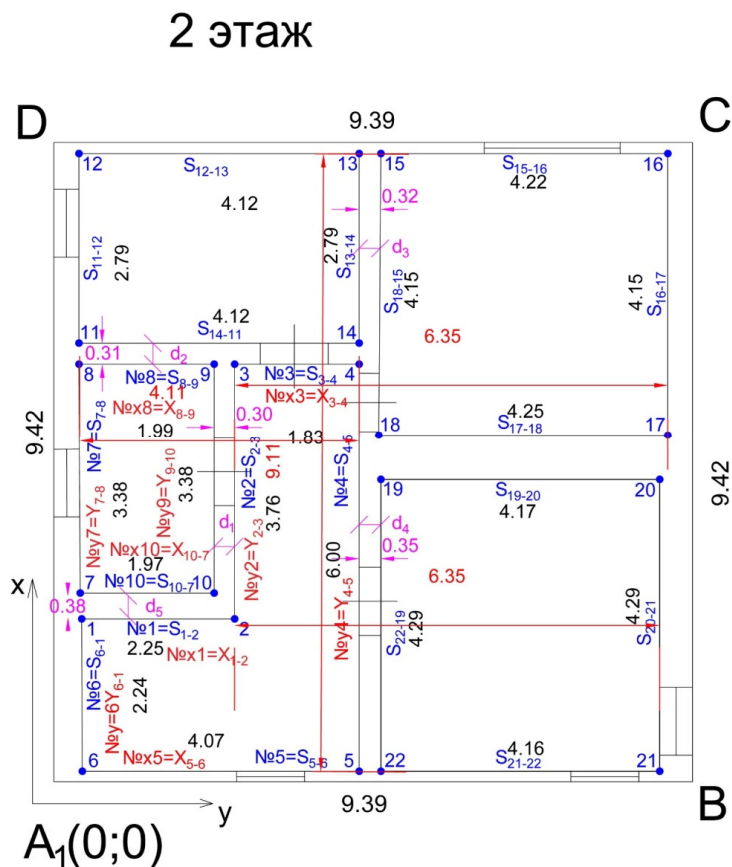 2 этаж
D
9.39
C
12
S12-13
13
15
S15-16
16
4.12
4.22
0.32
S11-12
2.79
2.79
S13-14
d3
S18-15
4.15
4.15
S16-17
4.12
11
S14-11
14
6.35
0.31
d2
8
№8=S8-9
9
3
№3=S3-4
4
4.11
№x8=X8-9
0.30
№x3=X3-4
1.99
1.83
4.25
18
S17-18
17
9.42
№7=S7-8
№y7=Y7-8
3.38
№y9=Y9-10
3.38
№2=S2-3
9.11
№4=S4-5
19
S19-20
20
4.17
9.42
d1
№y2=Y2-3
3.76
6.00
d4
№x10=X10-7
0.35
1.97
7
№10=S10-7
10
6.35
x
0.38
d5
№y4=Y4-5
1
№1=S1-2
2
2.25
№x1=X1-2
S22-19
4.29
4.29
S20-21
№6=S6-1
№y=6Y6-1
2.24
4.07
4.16
6
№x5=X5-6
№5=S5-6
5
22
S21-22
21
y
9.39
B
A1(0;0)